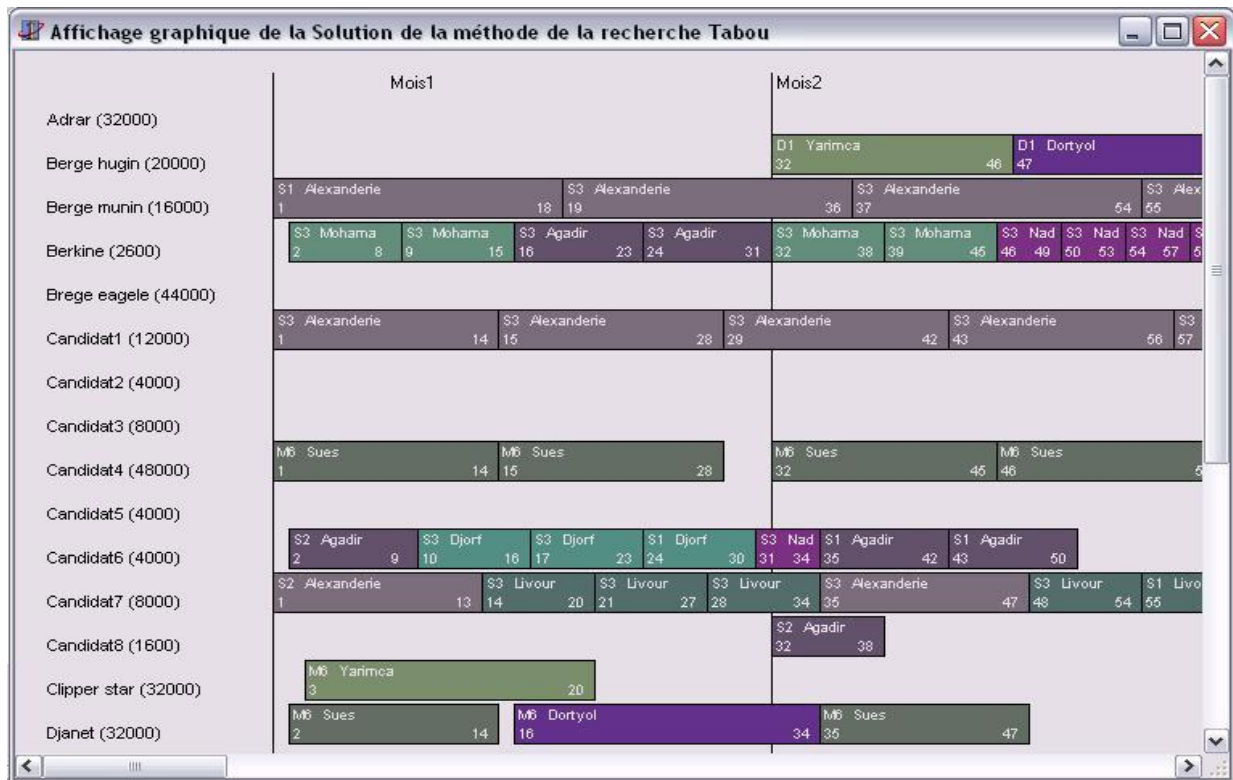 Affichage graphique de la Solution de la méthode de la recherche Tabou
Mois1 Mois2
Adrar (32000)
D1 Yarimca D1 Dortyol
Berge hugin (20000) 32 46 47
S1 Alexanderie S3 Alexanderie S3 Alexanderie S3 Alex
Berge munin (16000) 1 18 19 36 37 54 55
S3 Mohama S3 Mohama S3 Agadir S3 Agadir S3 Mohama S3 Mohama S3 Nad S3 Nad S3 Nad S
Berkine (2600) 2 8 9 15 16 23 24 31 32 38 39 45 46 49 50 53 54 57 5
Brege eagele (44000)
S3 Alexanderie S3 Alexanderie S3 Alexanderie S3 Alexanderie S3
Candidat1 (12000) 1 14 15 28 29 42 43 56 57
Candidat2 (4000)
Candidat3 (8000)
M6 Sues M6 Sues M6 Sues M6 Sues
Candidat4 (48000) 1 14 15 28 32 45 46 5
Candidat5 (4000)
S2 Agadir S3 Djorf S3 Djorf S1 Djorf S3 Nad S1 Agadir S1 Agadir
Candidat6 (4000) 2 9 10 16 17 23 24 30 31 34 35 42 43 50
S2 Alexanderie S3 Livour S3 Livour S3 Livour S3 Alexanderie S3 Livour S1 Livo
Candidat7 (8000) 1 13 14 20 21 27 28 34 35 47 48 54 55
S2 Agadir
Candidat8 (1600) 32 38
M6 Yarimca
Clipper star (32000) 3 20
M6 Sues M6 Dortyol M6 Sues
Djanet (32000) 2 14 16 34 35 47